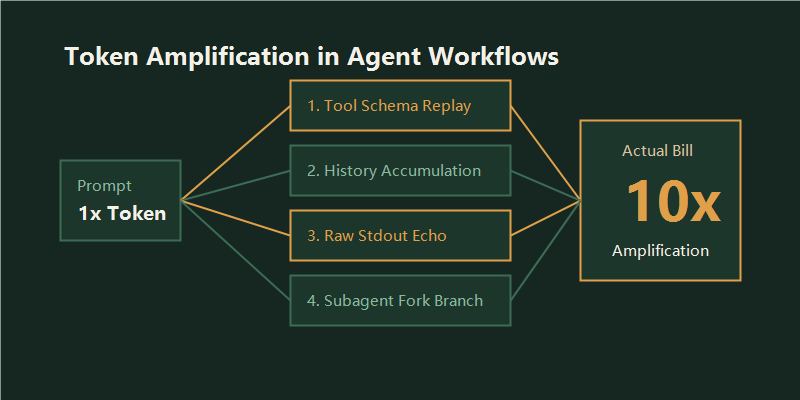 Token Amplification in Agent Workflows
Prompt
1x Token
1. Tool Schema Replay
2. History Accumulation
3. Raw Stdout Echo
4. Subagent Fork Branch
Actual Bill
10x
Amplification